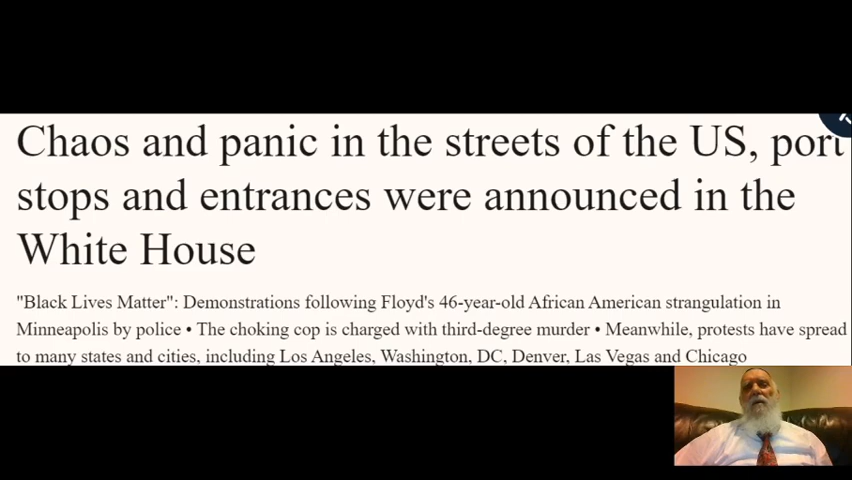 Chaos and panic in the streets of the US, port
stops and entrances were announced in the
White House
"Black Lives Matter": Demonstrations following Floyd's 46-year-old African American strangulation in
Minneapolis by police • The choking cop is charged with third-degree murder • Meanwhile, protests have spread
to many states and cities, including Los Angeles, Washington, DC, Denver, Las Vegas and Chicago